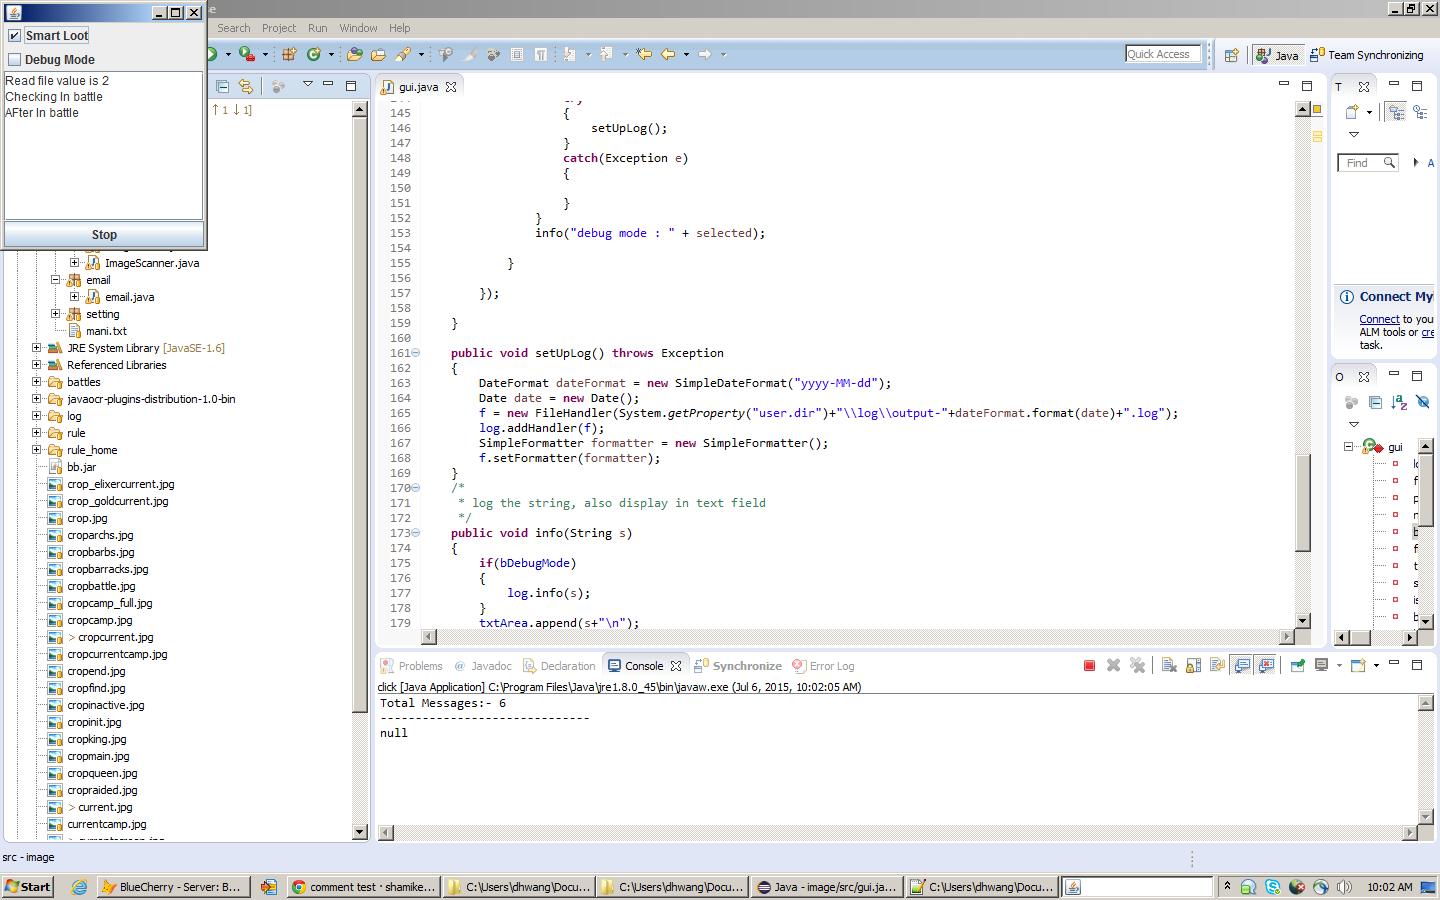 se
Smart Loot
Debug Mode
Read file value is 2
Checking In battle
AFter In battle
Stop
Search Project Run Window Help
Quick Access
Java
Team Synchronizing
↑ 1 ↓ 1]
ImageScanner.java
email
email.java
setting
mani.txt
JRE System Library [JavaSE-1.6]
Referenced Libraries
battles
javaocr-plugins-distribution-1.0-bin
log
rule
rule_home
bb.jar
crop_elixercurrent.jpg
crop_goldcurrent.jpg
crop.jpg
croparchs.jpg
cropbarbs.jpg
cropbarracks.jpg
cropbattle.jpg
cropcamp_full.jpg
cropcamp.jpg
> cropcurrent.jpg
cropcurrentcamp.jpg
cropend.jpg
cropfind.jpg
cropinactive.jpg
cropinit.jpg
cropking.jpg
cropmain.jpg
cropqueen.jpg
cropraided.jpg
> current.jpg
currentcamp.jpg
src - image
gui.java
145 {
146 setUpLog();
147 }
148 catch(Exception e)
149 {
150
151 }
152 }
153 info("debug mode : " + selected);
154
155 }
156
157 });
158
159 }
160
161 public void setUpLog() throws Exception
162 {
163 DateFormat dateFormat = new SimpleDateFormat("yyyy-MM-dd");
164 Date date = new Date();
165 f = new FileHandler(System.getProperty("user.dir")+"\\log\\output-"+dateFormat.format(date)+".log");
166 log.addHandler(f);
167 SimpleFormatter formatter = new SimpleFormatter();
168 f.setFormatter(formatter);
169 }
170 /*
171 * log the string, also display in text field
172 */
173 public void info(String s)
174 {
175 if(bDebugMode)
176 {
177 log.info(s);
178 }
179 txtArea.append(s+"\n");
T
Find
A
Connect My
Connect to you
ALM tools or cre
task.
O
gui
Problems @ Javadoc Declaration Console Synchronize Error Log
click [Java Application] C:\Program Files\Java\jre1.8.0_45\bin\javaw.exe (Jul 6, 2015, 10:02:05 AM)
Total Messages:- 6
------------------------------
null
Start
BlueCherry - Server: B...
comment test · shamike...
C:\Users\dhwang\Docu...
C:\Users\dhwang\Docu...
Java - image/src/gui.ja...
C:\Users\dhwang\Docu...
10:02 AM